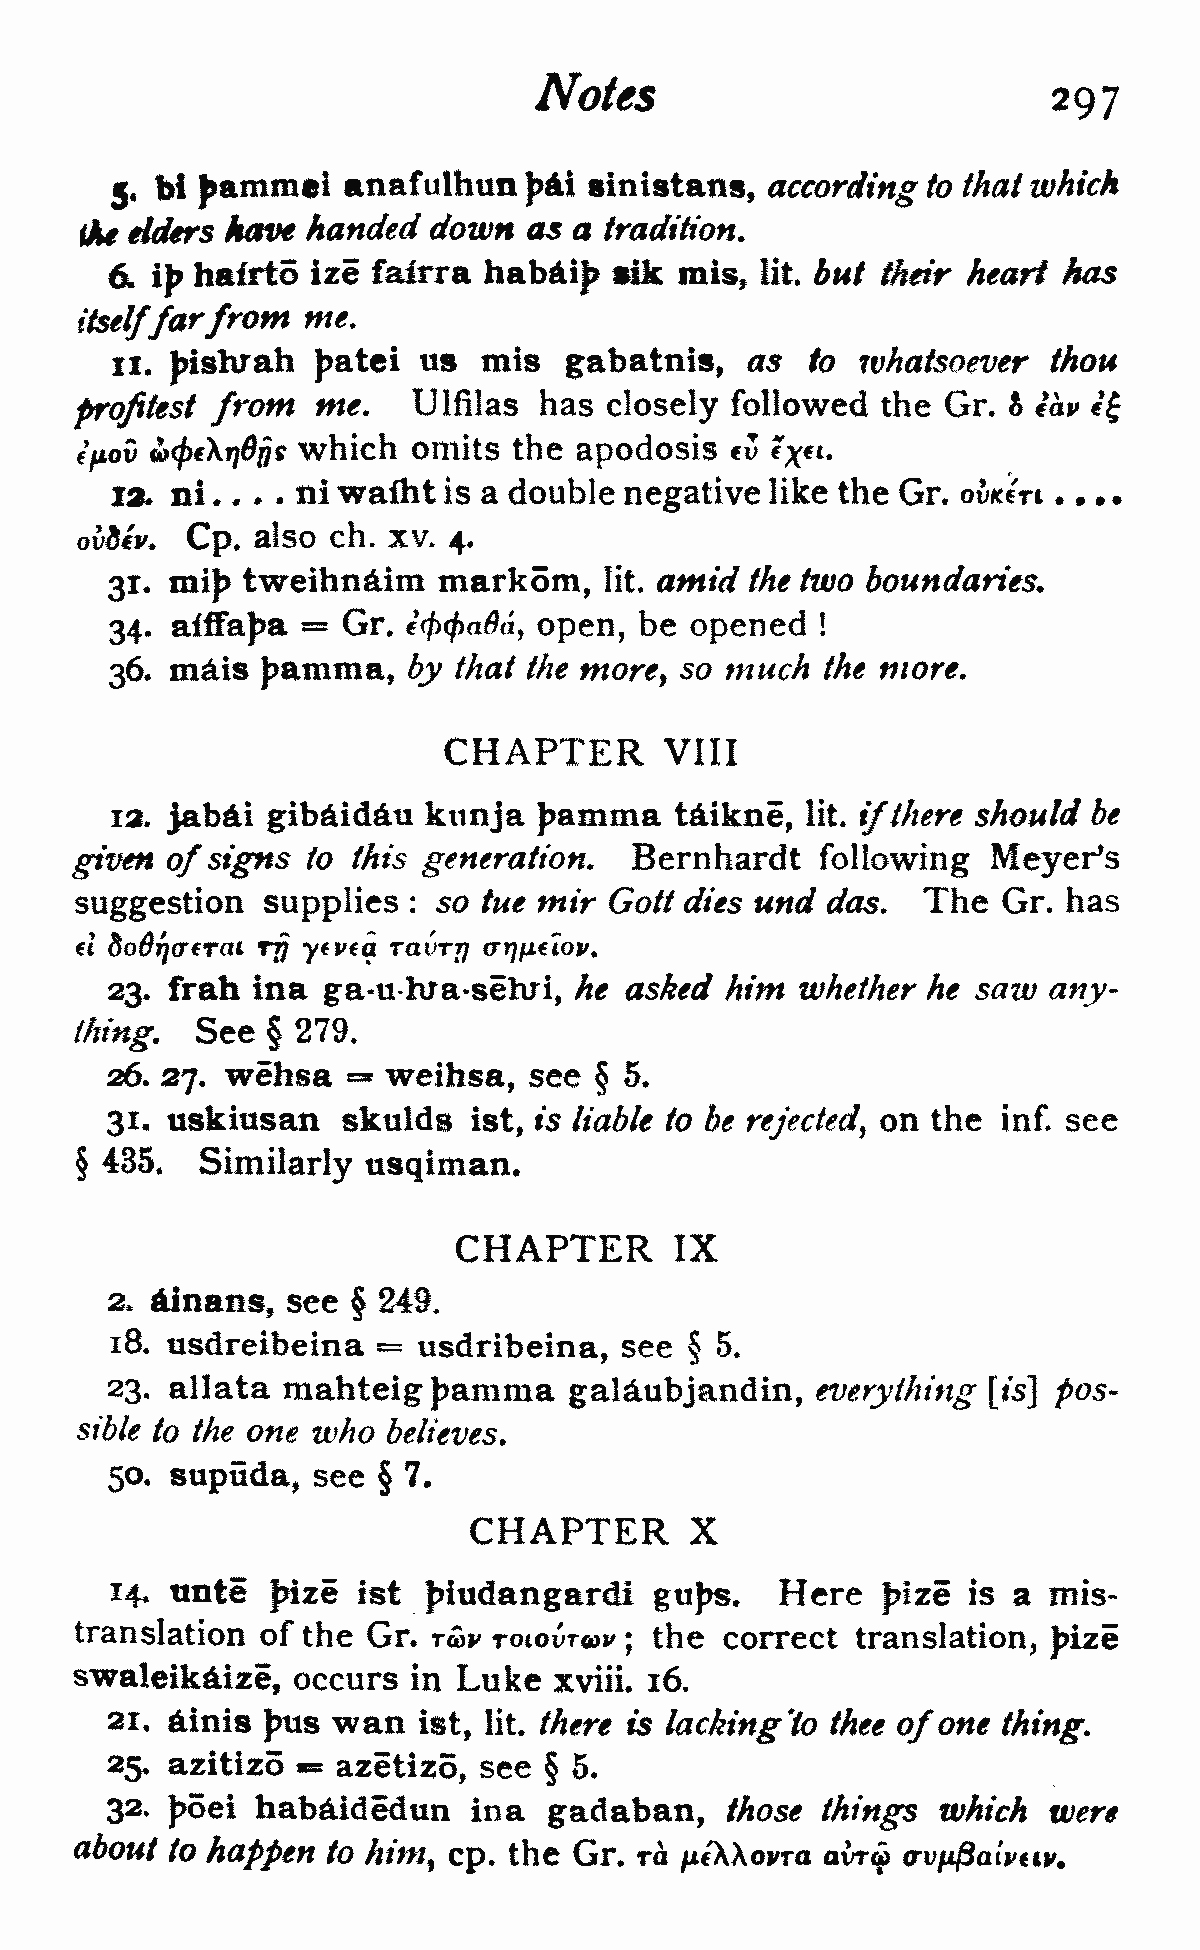 Notes 297
5. bi þammei anafulhun þái sinistans, according to that which
the elders have handed down as a tradition.
6. iþ haírtō izē faírra habáiþ sik mis, lit. but their heart has
itself far from me.
11. þisƕah þatei us mis gabatnis, as to whatsoever thou
profitest from me. Ulfilas has closely followed the Gr. ὃ ἐὰν ἐξ
ἐμοῦ ὠφεληθῇς which omits the apodosis εὖ ἔχει.
12. ni . . . . ni waíht is a double negative like the Gr. οὐκέτι . . . .
οὐδέν. Cp. also ch. xv. 4.
31. miþ tweihnáim markōm, lit. amid the two boundaries.
34. aíffaþa = Gr. ἐφφαθά, open, be opened !
36. máis þamma, by that the more, so much the more.
CHAPTER VIII
12. jabái gibáidáu kunja þamma táiknē, lit. if there should be
given of signs to this generation. Bernhardt following Meyer's
suggestion supplies : so tue mir Gott dies und das. The Gr. has
εἰ δοθήσεται τῇ γενεᾷ ταύτῃ σημεῖον.
23. frah ina ga-u-ƕa-sēƕi, he asked him whether he saw any-
thing. See § 279.
26. 27. wēhsa = weihsa, see § 5.
31. uskiusan skulds ist, is liable to be rejected, on the inf. see
§ 435. Similarly usqiman.
CHAPTER IX
2. áinans, see § 249.
18. usdreibeina = usdribeina, see § 5.
23. allata mahteig þamma galáubjandin, everything [is] pos-
sible to the one who believes.
50. supūda, see § 7.
CHAPTER X
14. untē þizē ist þiudangardi guþs. Here þizē is a mis-
translation of the Gr. τῶν τοιούτων ; the correct translation, þizē
swaleikáizē, occurs in Luke xviii. 16.
21. áinis þus wan ist, lit. there is lacking to thee of one thing.
25. azitizō = azētizō, see § 5.
32. þōei habáidēdun ina gadaban, those things which were
about to happen to him, cp. the Gr. τὰ μέλλοντα αὐτῷ συμβαίνειν.